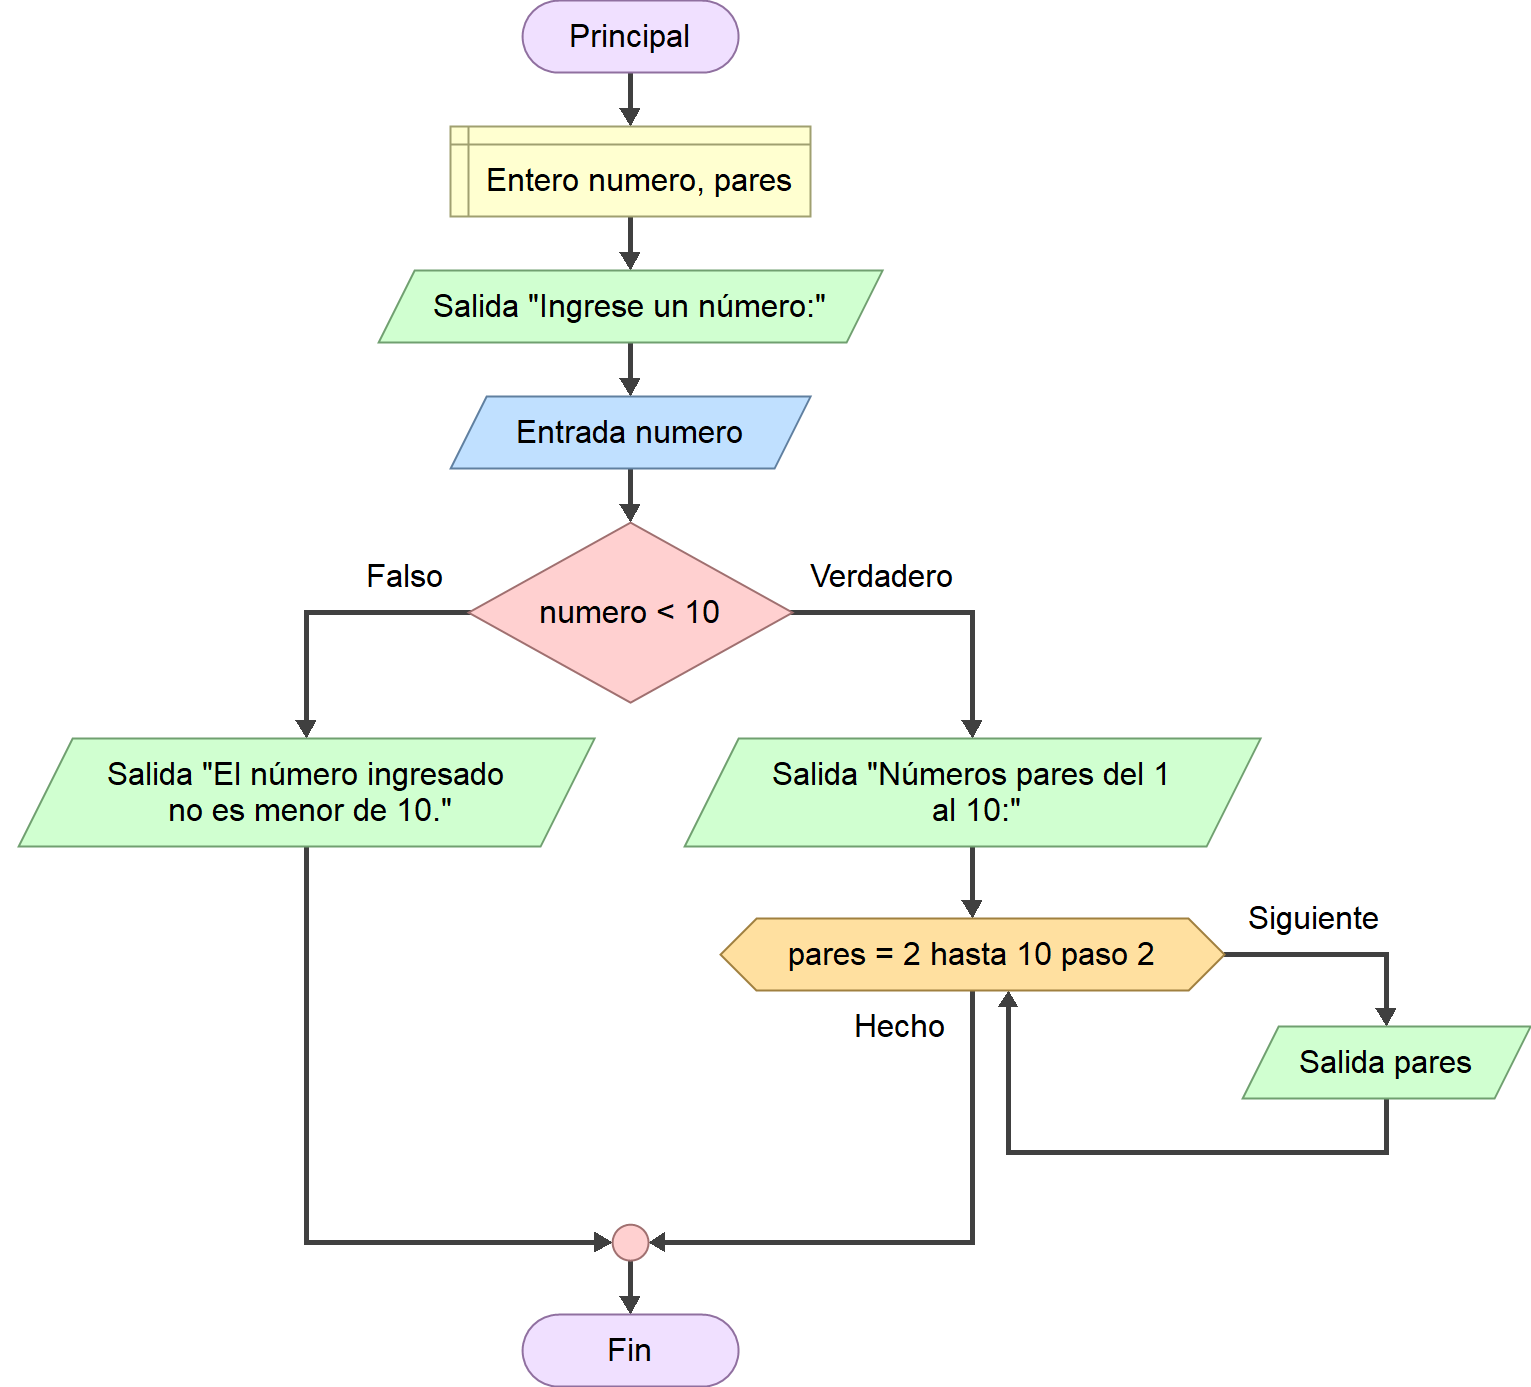 Principal
Entero numero, pares
Salida "Ingrese un número:"
Entrada numero
Falso
Verdadero
numero < 10
Salida "El número ingresado
no es menor de 10."
Salida "Números pares del 1
al 10:"
Siguiente
pares = 2 hasta 10 paso 2
Hecho
Salida pares
Fin